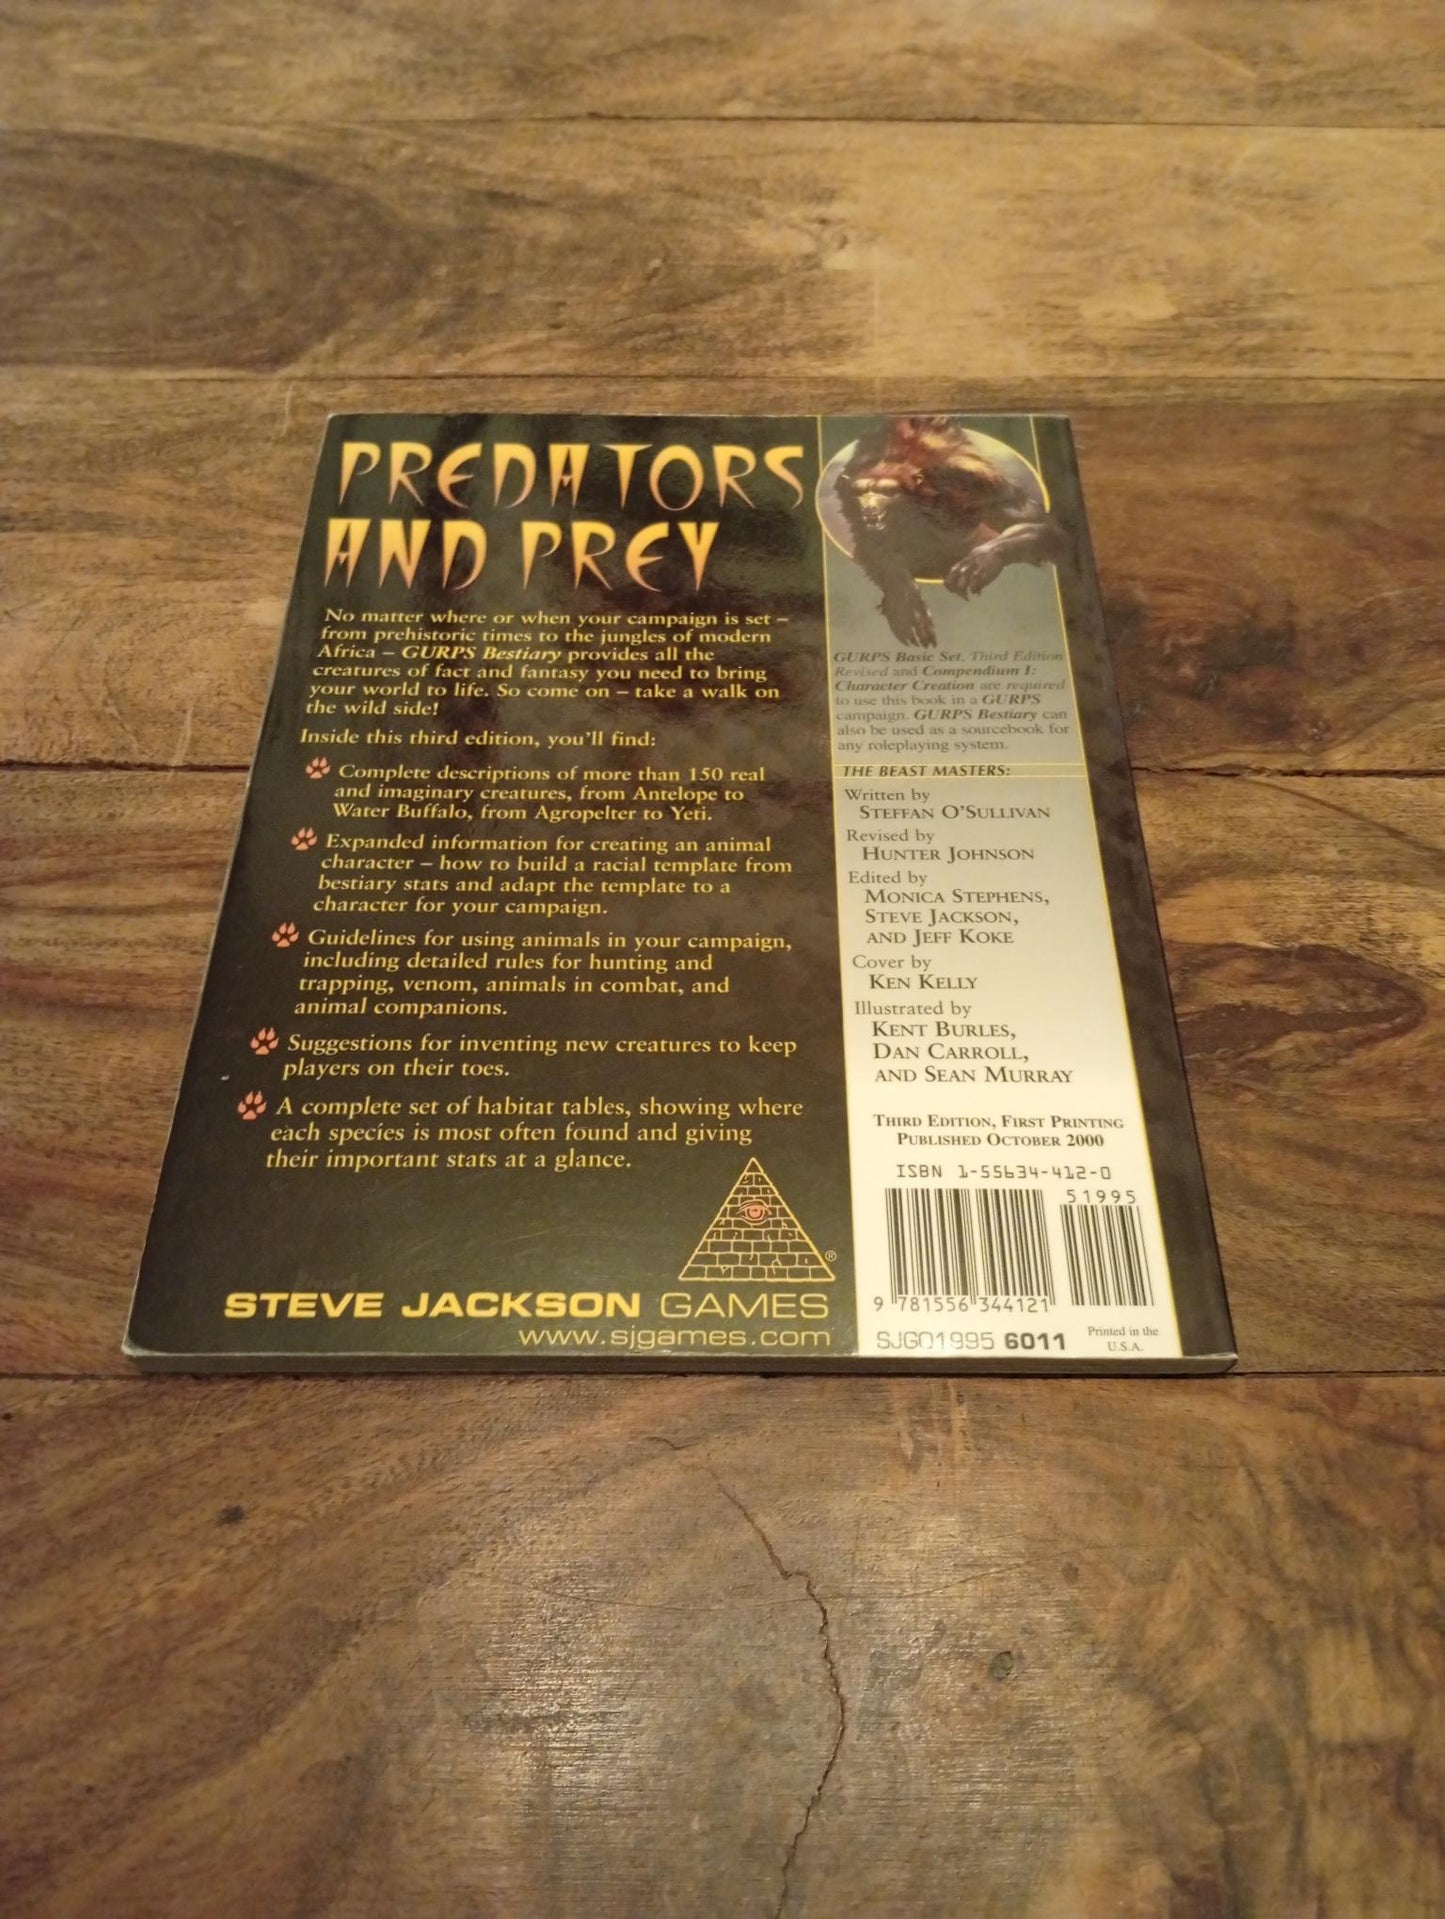 PREDATORS
AND PREY
No matter where or when your campaign is set –
from prehistoric times to the jungles of modern
Africa – GURPS Bestiary provides all the
creatures of fact and fantasy you need to bring
your world to life. So come on – take a walk on
the wild side!
Inside this third edition, you'll find:
Complete descriptions of more than 150 real
and imaginary creatures, from Antelope to
Water Buffalo, from Agropelter to Yeti.
Expanded information for creating an animal
character – how to build a racial template from
bestiary stats and adapt the template to a
character for your campaign.
Guidelines for using animals in your campaign,
including detailed rules for hunting and
trapping, venom, animals in combat, and
animal companions.
Suggestions for inventing new creatures to keep
players on their toes.
A complete set of habitat tables, showing where
each species is most often found and giving
their important stats at a glance.
®
STEVE JACKSON GAMES
www.sjgames.com
GURPS Basic Set, Third Edition
Revised and Compendium I:
Character Creation are required
to use this book in a GURPS
campaign. GURPS Bestiary can
also be used as a sourcebook for
any roleplaying system.
THE BEAST MASTERS:
Written by
STEFFAN O'SULLIVAN
Revised by
HUNTER JOHNSON
Edited by
MONICA STEPHENS,
STEVE JACKSON,
AND JEFF KOKE
Cover by
KEN KELLY
Illustrated by
KENT BURLES,
DAN CARROLL,
AND SEAN MURRAY
THIRD EDITION, FIRST PRINTING
PUBLISHED OCTOBER 2000
ISBN 1-55634-412-0
51995
9 781556 344121
SJG01995 6011
Printed in the
U.S.A.